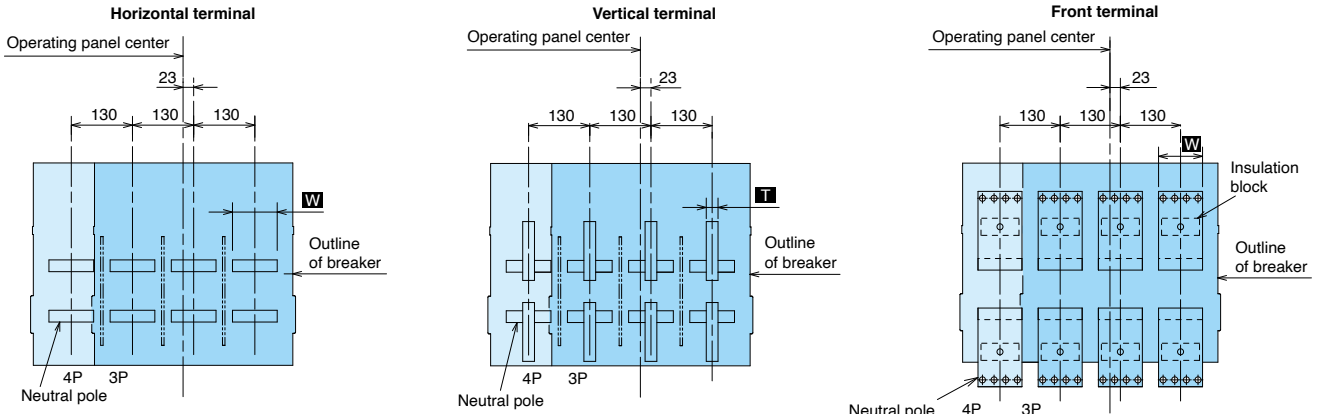 Horizontal terminal
Operating panel center
23
130 130 130
W
Outline
of breaker
4P 3P
Neutral pole
Vertical terminal
Operating panel center
23
130 130 130
T
Outline
of breaker
4P 3P
Neutral pole
Front terminal
Operating panel center
23
130 130 130
W
Insulation
block
Outline
of breaker
Neutral pole 4P 3P